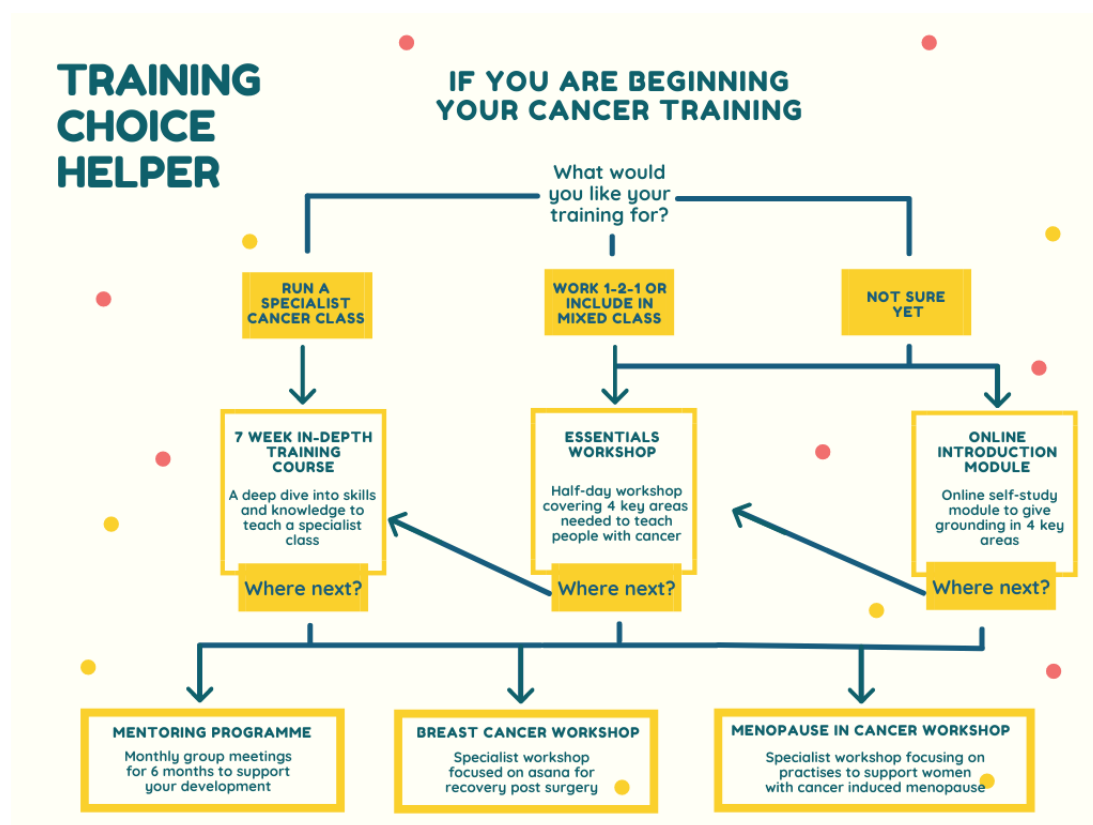 TRAINING
CHOICE
HELPER
IF YOU ARE BEGINNING
YOUR CANCER TRAINING
What would
you like your
training for?
RUN A
SPECIALIST
CANCER CLASS
WORK 1-2-1 OR
INCLUDE IN
MIXED CLASS
NOT SURE
YET
7 WEEK IN-DEPTH
TRAINING
COURSE
A deep dive into skills
and knowledge to
teach a specialist
class
Where next?
ESSENTIALS
WORKSHOP
Half-day workshop
covering 4 key areas
needed to teach
people with cancer
Where next?
ONLINE
INTRODUCTION
MODULE
Online self-study
module to give
grounding in 4 key
areas
Where next?
MENTORING PROGRAMME
Monthly group meetings
for 6 months to support
your development
BREAST CANCER WORKSHOP
Specialist workshop
focused on asana for
recovery post surgery
MENOPAUSE IN CANCER WORKSHOP
Specialist workshop focusing on
practises to support women
with cancer induced menopause